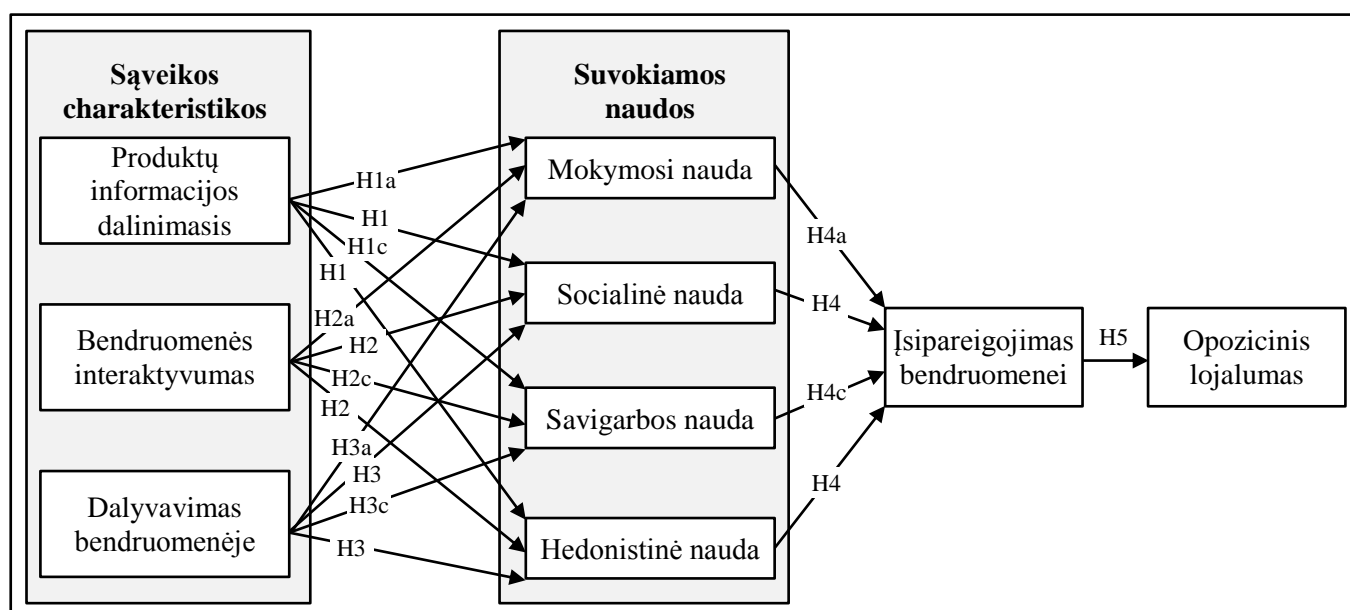 Sąveikos
charakteristikos
Produktų
informacijos
dalinimasis
Bendruomenės
interaktyvumas
Dalyvavimas
bendruomenėje
H1a
H1
H1c
H1
H2a
H2
H2c
H2
H3a
H3
H3c
H3
Suvokiamos
naudos
Mokymosi nauda
Socialinė nauda
Savigarbos nauda
Hedonistinė nauda
H4a
H4
H4c
H4
Įsipareigojimas
bendruomenei
H5
Opozicinis
lojalumas